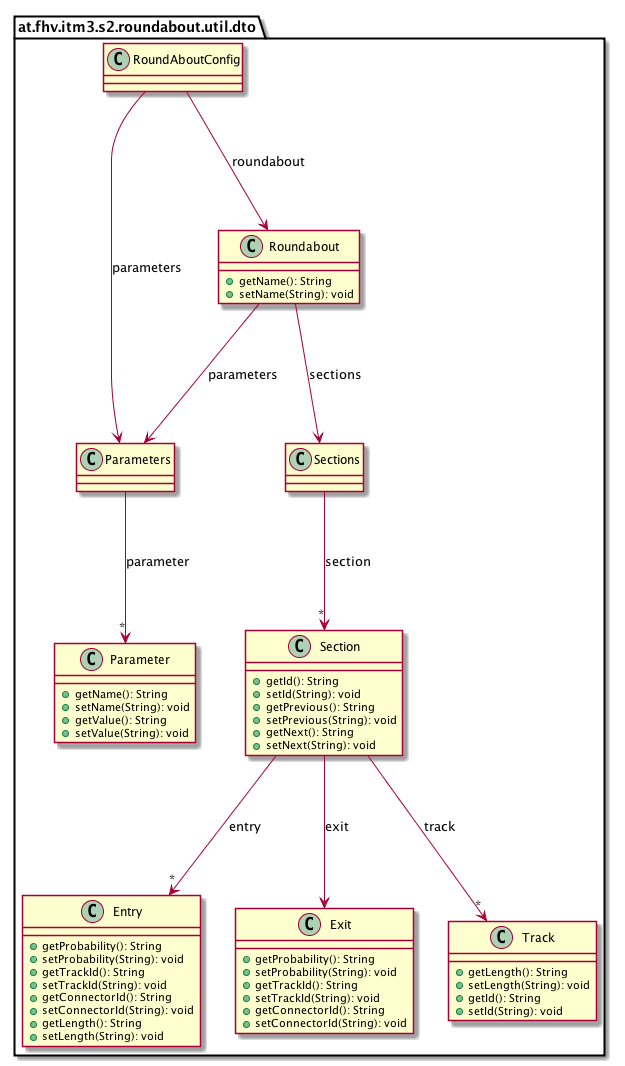 at.fhv.itm3.s2.roundabout.util.dto
C RoundAboutConfig
roundabout
C Roundabout
getName(): String
setName(String): void
parameters
parameters
sections
C Parameters
C Sections
parameter
section
*
*
C Parameter
getName(): String
setName(String): void
getValue(): String
setValue(String): void
C Section
getId(): String
setId(String): void
getPrevious(): String
setPrevious(String): void
getNext(): String
setNext(String): void
entry
exit
track
*
*
C Entry
getProbability(): String
setProbability(String): void
getTrackId(): String
setTrackId(String): void
getConnectorId(): String
setConnectorId(String): void
getLength(): String
setLength(String): void
C Exit
getProbability(): String
setProbability(String): void
getTrackId(): String
setTrackId(String): void
getConnectorId(): String
setConnectorId(String): void
C Track
getLength(): String
setLength(String): void
getId(): String
setId(String): void